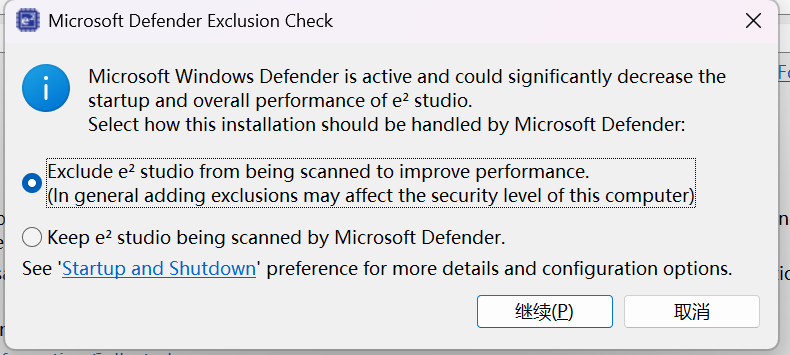 Microsoft Defender Exclusion Check
Microsoft Windows Defender is active and could significantly decrease the
startup and overall performance of e² studio.
Select how this installation should be handled by Microsoft Defender:
Exclude e² studio from being scanned to improve performance.
(In general adding exclusions may affect the security level of this computer)
Keep e² studio being scanned by Microsoft Defender.
See 'Startup and Shutdown' preference for more details and configuration options.
继续(P)
取消